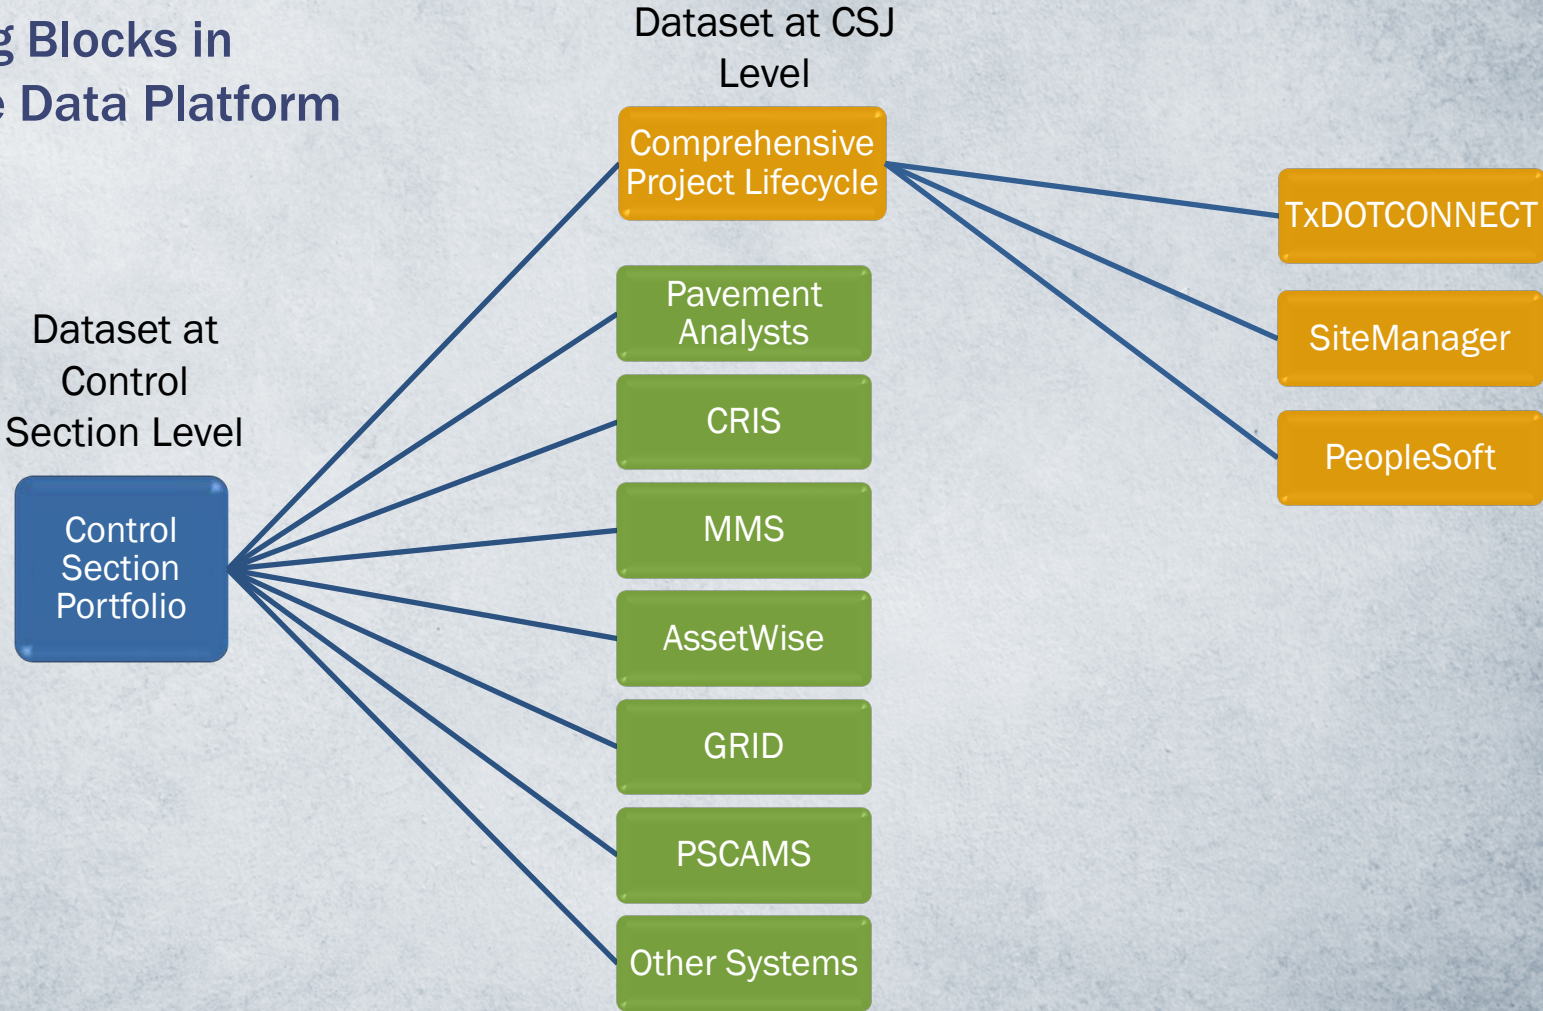 Blocks in
Data Platform
Dataset at CSJ
Level
Comprehensive
Project Lifecycle
TxDOTCONNECT
SiteManager
PeopleSoft
Pavement
Analysts
CRIS
MMS
AssetWise
GRID
PSCAMS
Other Systems
Dataset at
Control
Section Level
Control
Section
Portfolio